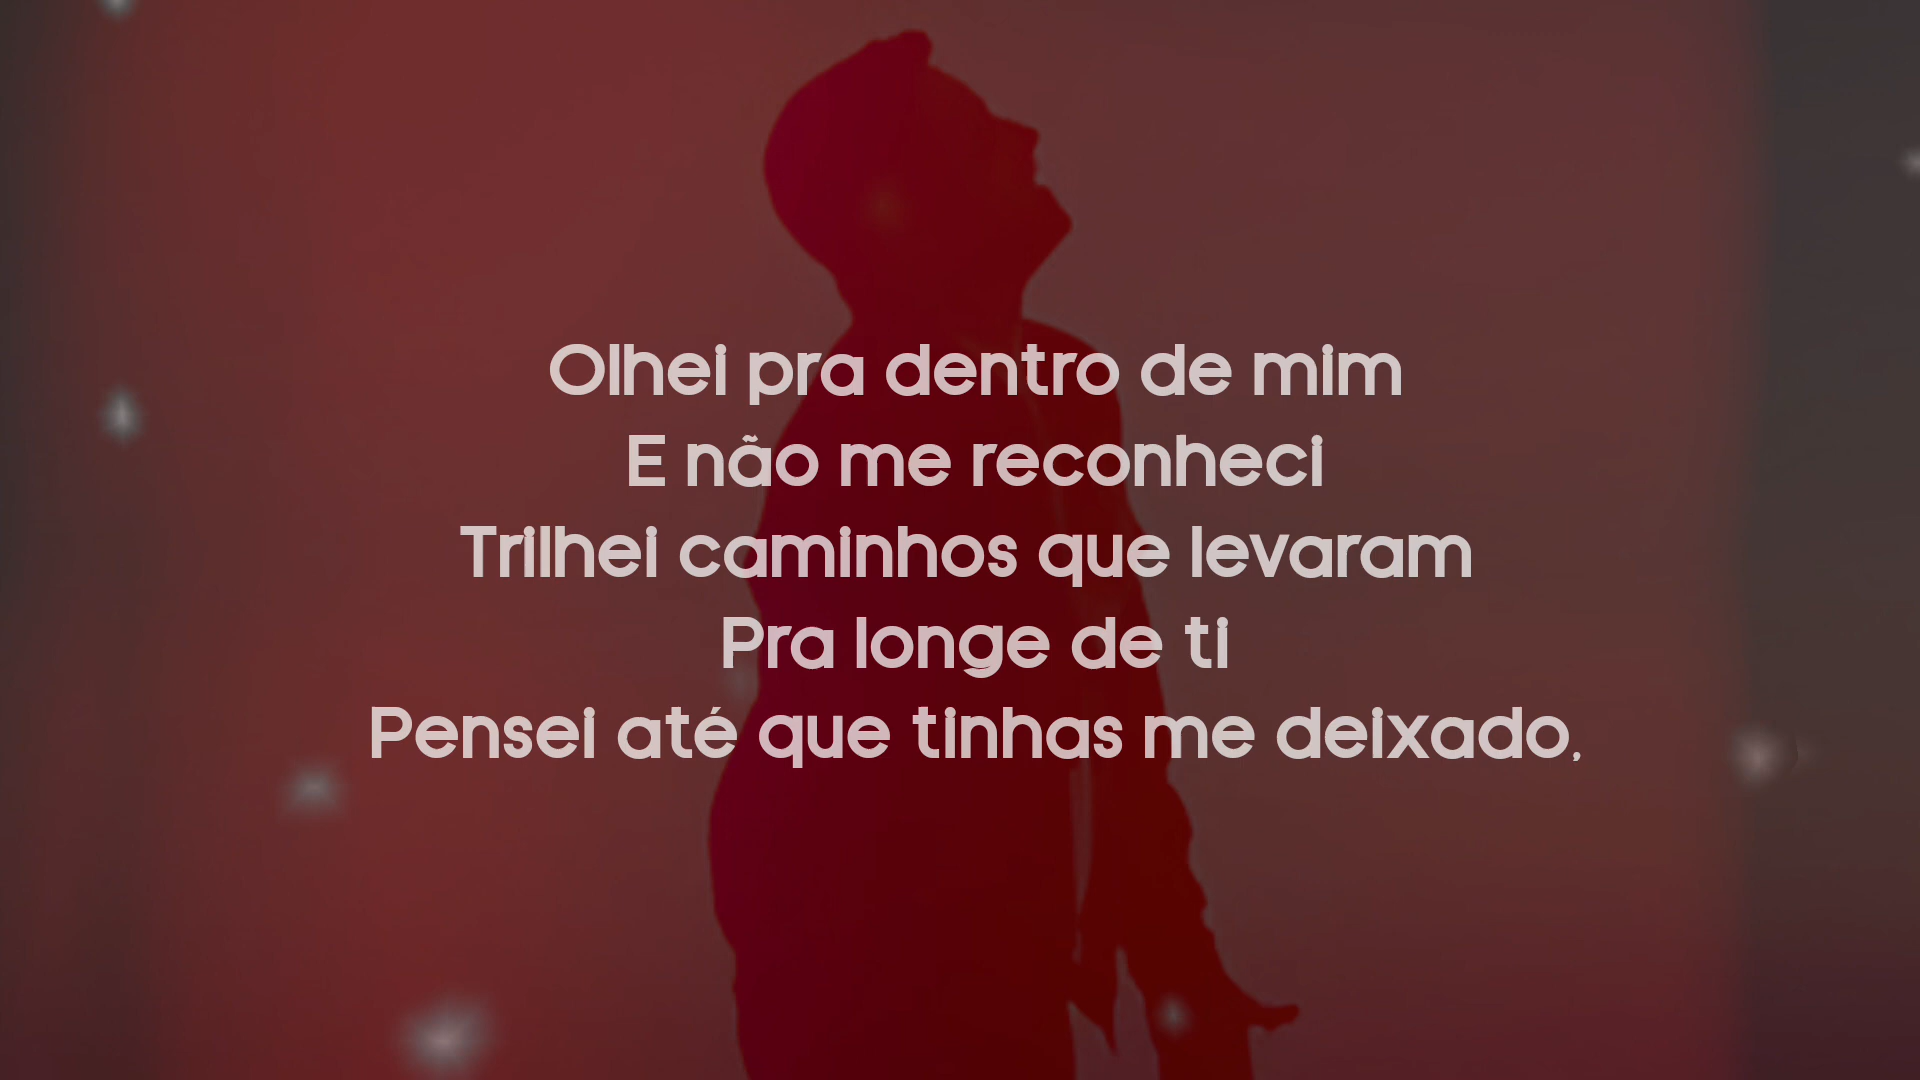 Olhei pra dentro de mim
E não me reconheci
Trilhei caminhos que levaram
Pra longe de ti
Pensei até que tinhas me deixado,